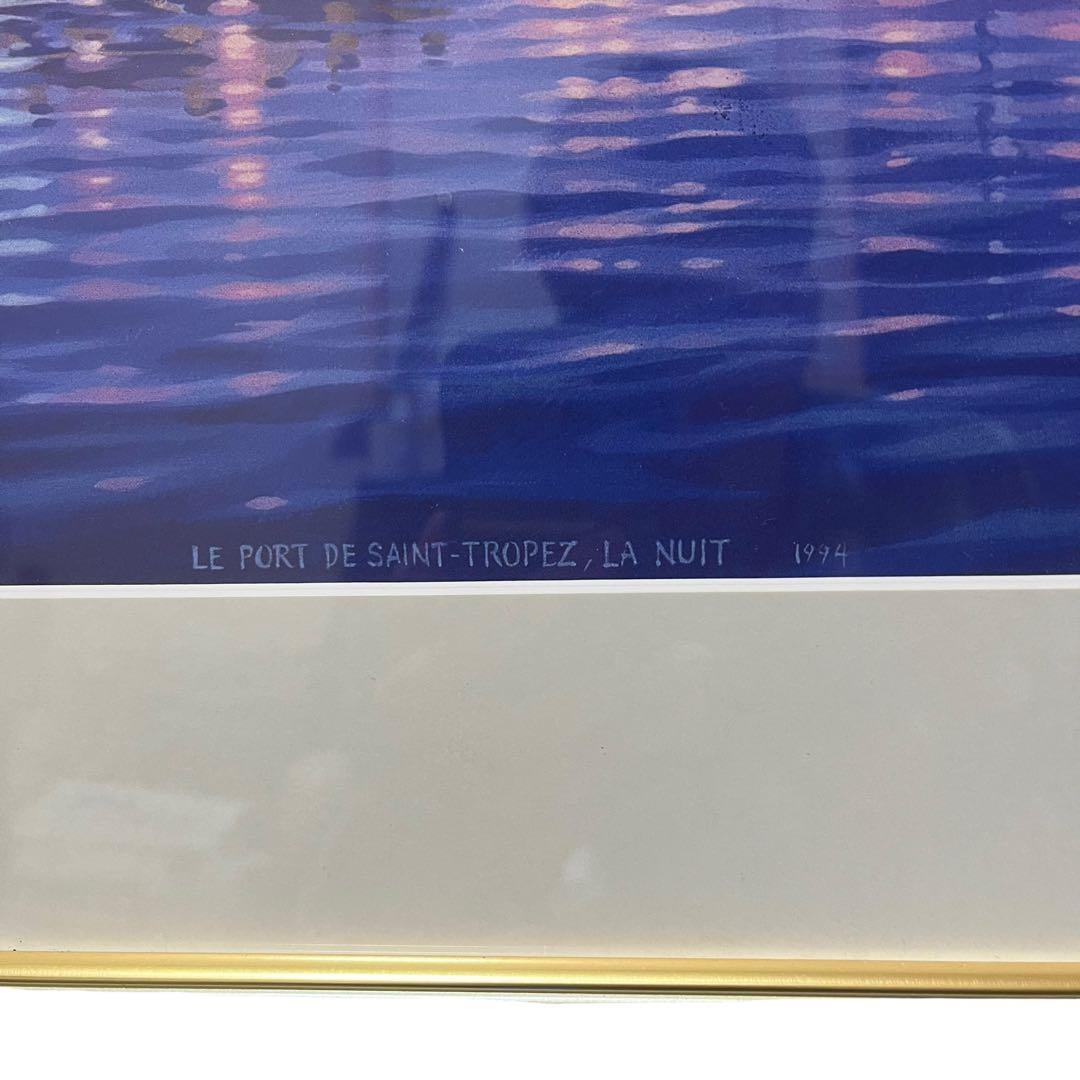 LE PORT DE SAINT-TROPEZ, LA NUIT 1994